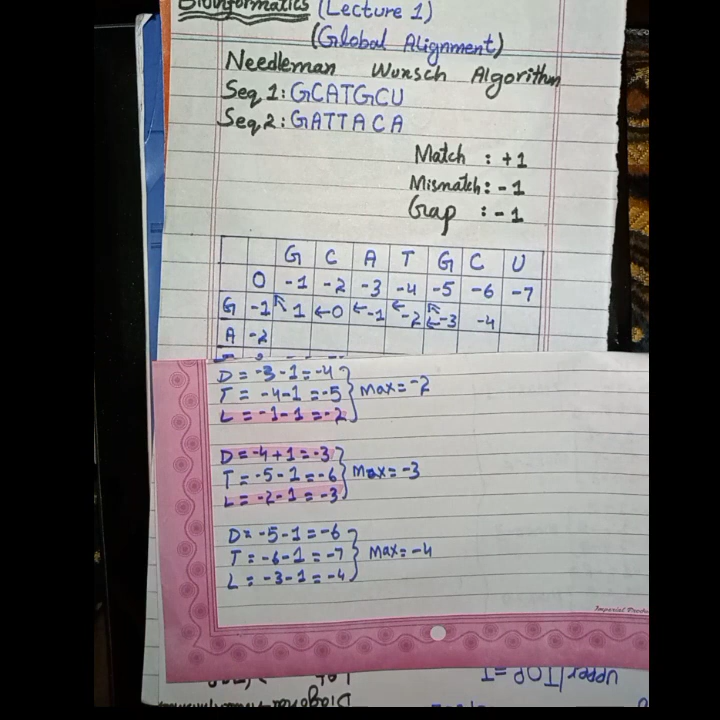 Bioinformatics (Lecture 1)
(Global Alignment)
Needleman Wunsch Algorithm
Seq 1: GCATGCU
Seq 2: GATTACA
Match : +1
Mismatch: -1
Gap : -1
G C A T G C U
0 -1 -2 -3 -4 -5 -6 -7
G -1 ↖ 1 ←0 ←-1 ←-2 ↖←-3 -4
A -2
D = -3-1 = -4
T = -4-1 = -5 } Max = -2
L = -1-1 = -2
D = -4+1 = -3
T = -5-1 = -6 } Max = -3
L = -2-1 = -3
D = -5-1 = -6
T = -6-1 = -7 } Max = -4
L = -3-1 = -4
Upper/TOP = T
Diagonal